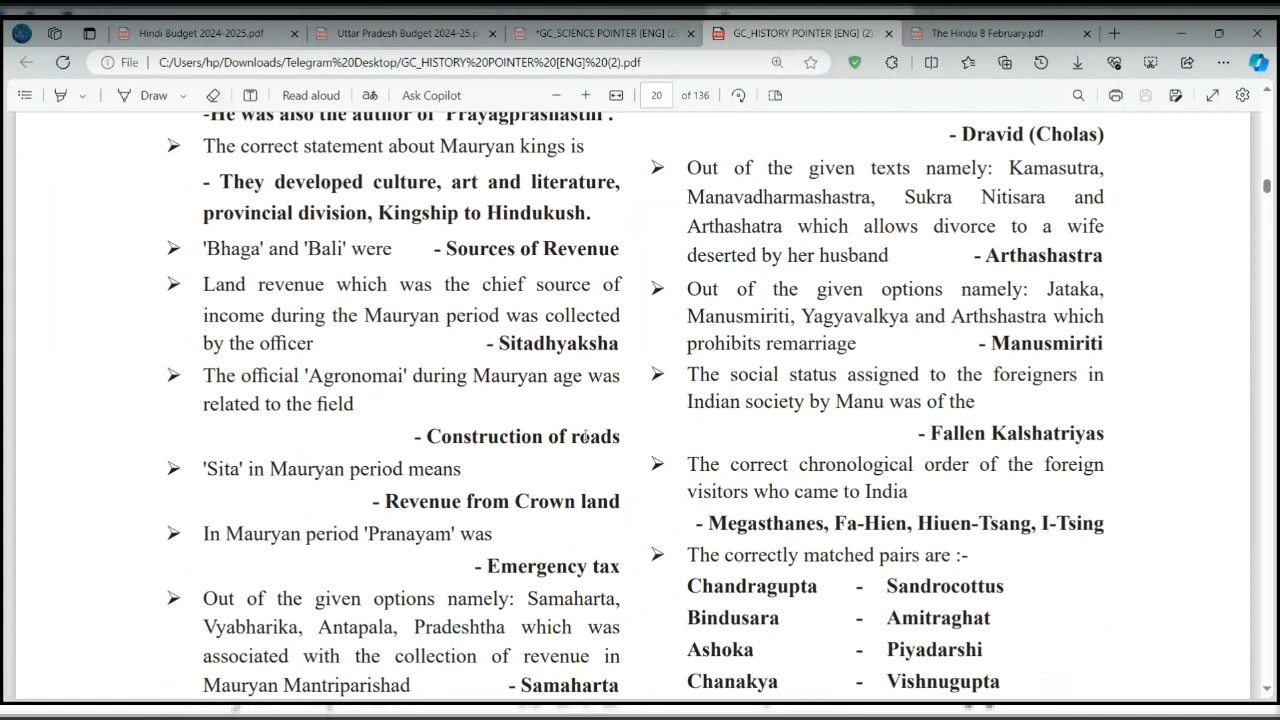 Hindi Budget 2024-2025.pdf
Uttar Pradesh Budget 2024-25.p
*GC_SCIENCE POINTER [ENG] (2)
GC_HISTORY POINTER [ENG] (2).
The Hindu 8 February.pdf
File
C:/Users/hp/Downloads/Telegram%20Desktop/GC_HISTORY%20POINTER%20[ENG]%20(2).pdf
Draw
Read aloud
Ask Copilot
20 of 136
-He was also the author of 'Prayagprashasthi'.
The correct statement about Mauryan kings is
- They developed culture, art and literature,
provincial division, Kingship to Hindukush.
'Bhaga' and 'Bali' were - Sources of Revenue
Land revenue which was the chief source of
income during the Mauryan period was collected
by the officer - Sitadhyaksha
The official 'Agronomai' during Mauryan age was
related to the field
- Construction of roads
'Sita' in Mauryan period means
- Revenue from Crown land
In Mauryan period 'Pranayam' was
- Emergency tax
Out of the given options namely: Samaharta,
Vyabharika, Antapala, Pradeshtha which was
associated with the collection of revenue in
Mauryan Mantriparishad - Samaharta
- Dravid (Cholas)
Out of the given texts namely: Kamasutra,
Manavadharmashastra, Sukra Nitisara and
Arthashatra which allows divorce to a wife
deserted by her husband - Arthashastra
Out of the given options namely: Jataka,
Manusmiriti, Yagyavalkya and Arthshastra which
prohibits remarriage - Manusmiriti
The social status assigned to the foreigners in
Indian society by Manu was of the
- Fallen Kalshatriyas
The correct chronological order of the foreign
visitors who came to India
- Megasthanes, Fa-Hien, Hiuen-Tsang, I-Tsing
The correctly matched pairs are :-
Chandragupta - Sandrocottus
Bindusara - Amitraghat
Ashoka - Piyadarshi
Chanakya - Vishnugupta